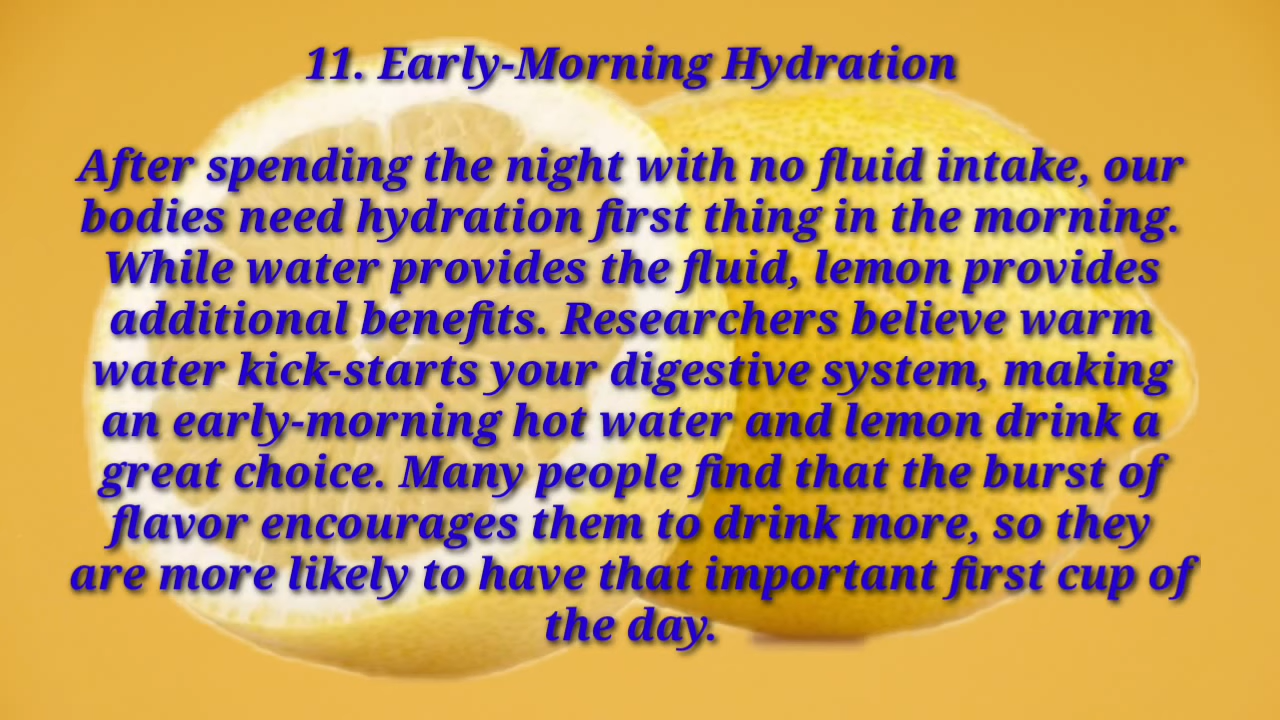 11. Early-Morning Hydration
After spending the night with no fluid intake, our
bodies need hydration first thing in the morning.
While water provides the fluid, lemon provides
additional benefits. Researchers believe warm
water kick-starts your digestive system, making
an early-morning hot water and lemon drink a
great choice. Many people find that the burst of
flavor encourages them to drink more, so they
are more likely to have that important first cup of
the day.